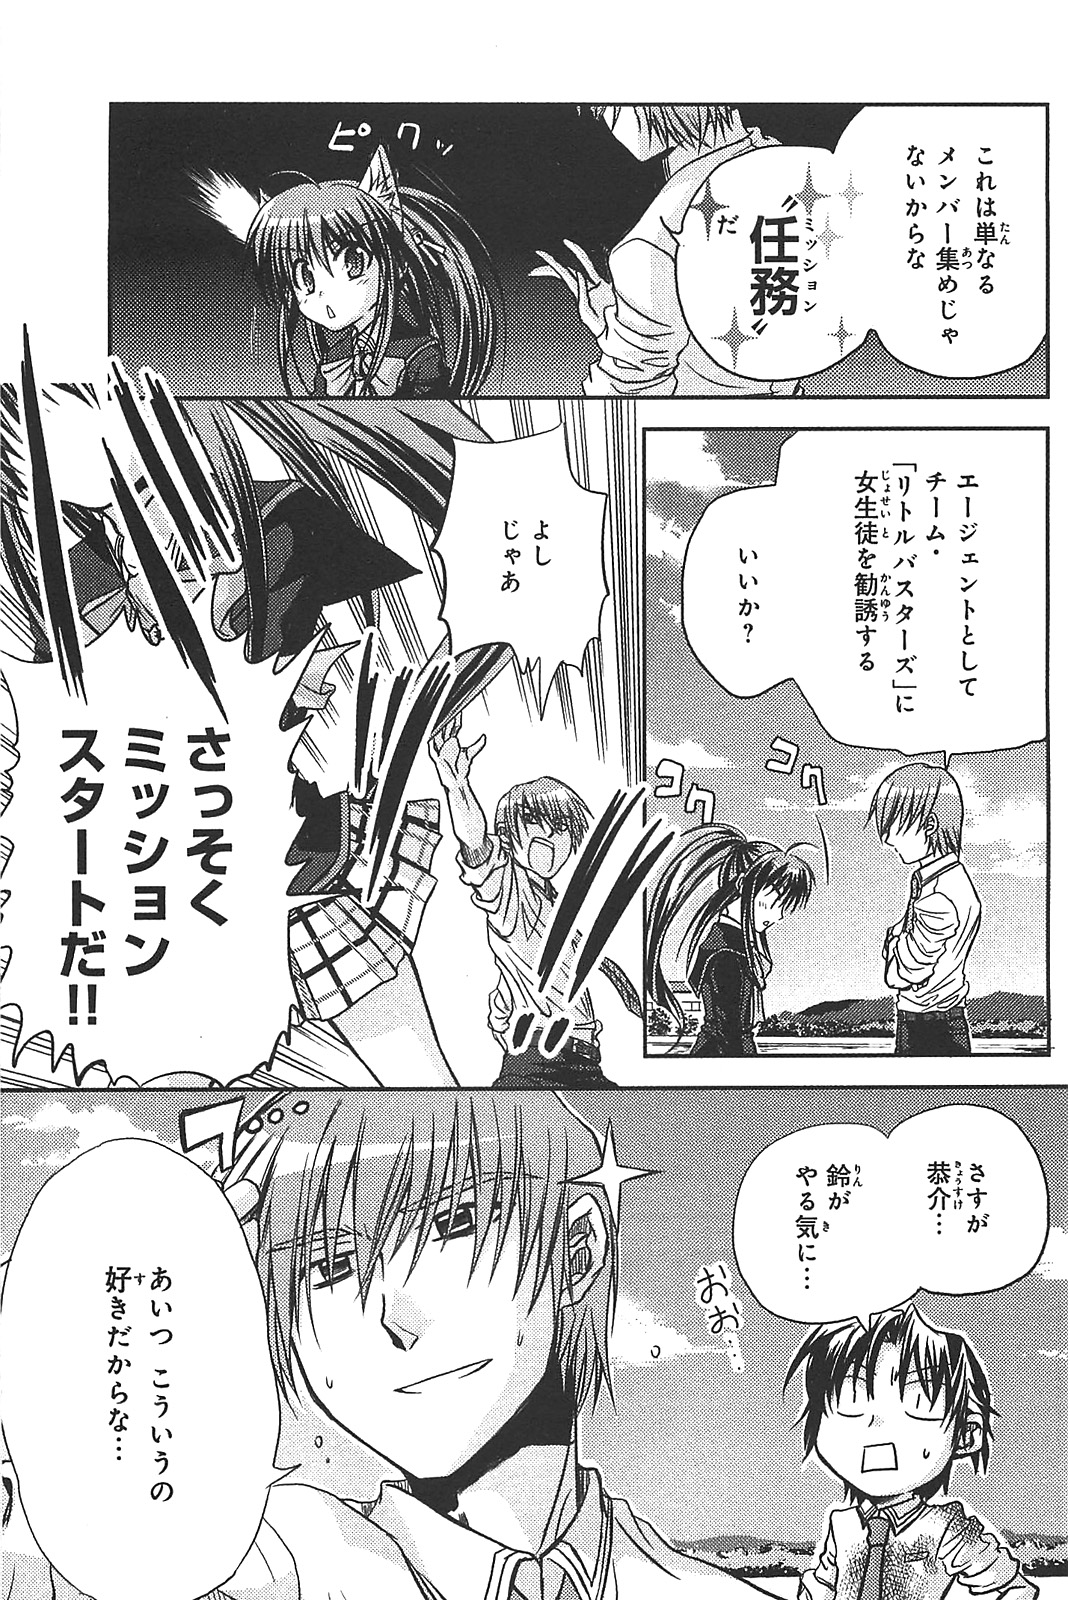 これは単なる
メンバー集めじゃ
ないからな
“任務”
ミッション
だ
ピクッ
エージェントとして
チーム・
「リトルバスターズ」に
女生徒を勧誘する
いいか?
コク
コク
よし
じゃあ
さっそく
ミッション
スタートだ!!
さすが
恭介…
鈴が
やる気に…
おお…
あいつ こういうの
好きだからな…